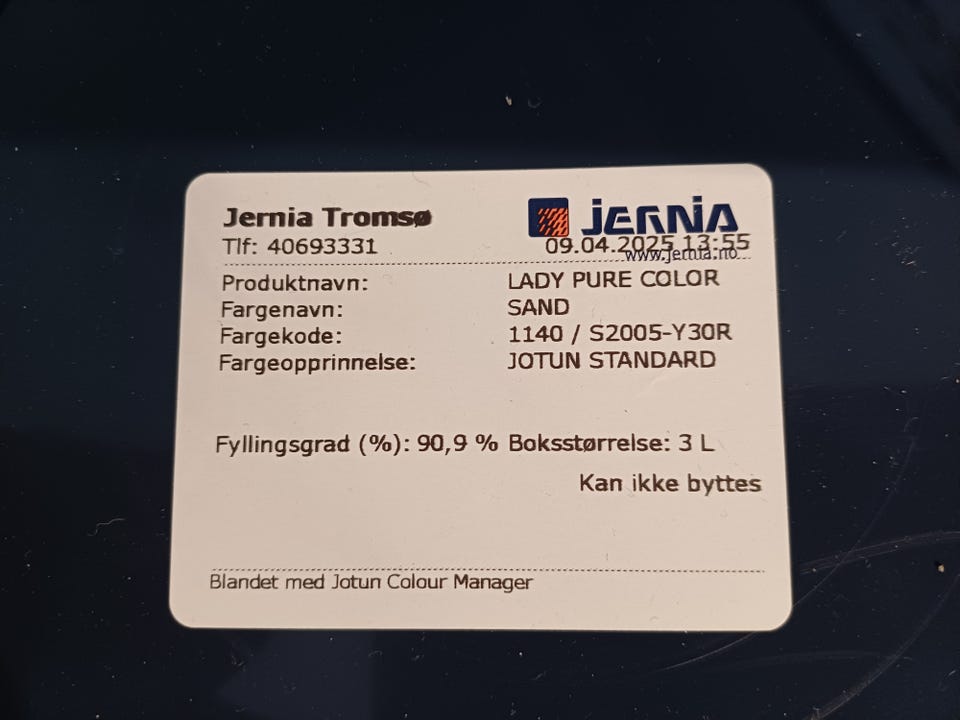 Jernia Tromsø JERNIA
Tlf: 40693331 09.04.2025 13:55
www.jernia.no
Produktnavn: LADY PURE COLOR
Fargenavn: SAND
Fargekode: 1140 / S2005-Y30R
Fargeopprinnelse: JOTUN STANDARD
Fyllingsgrad (%): 90,9 % Boksstørrelse: 3 L
Kan ikke byttes
Blandet med Jotun Colour Manager